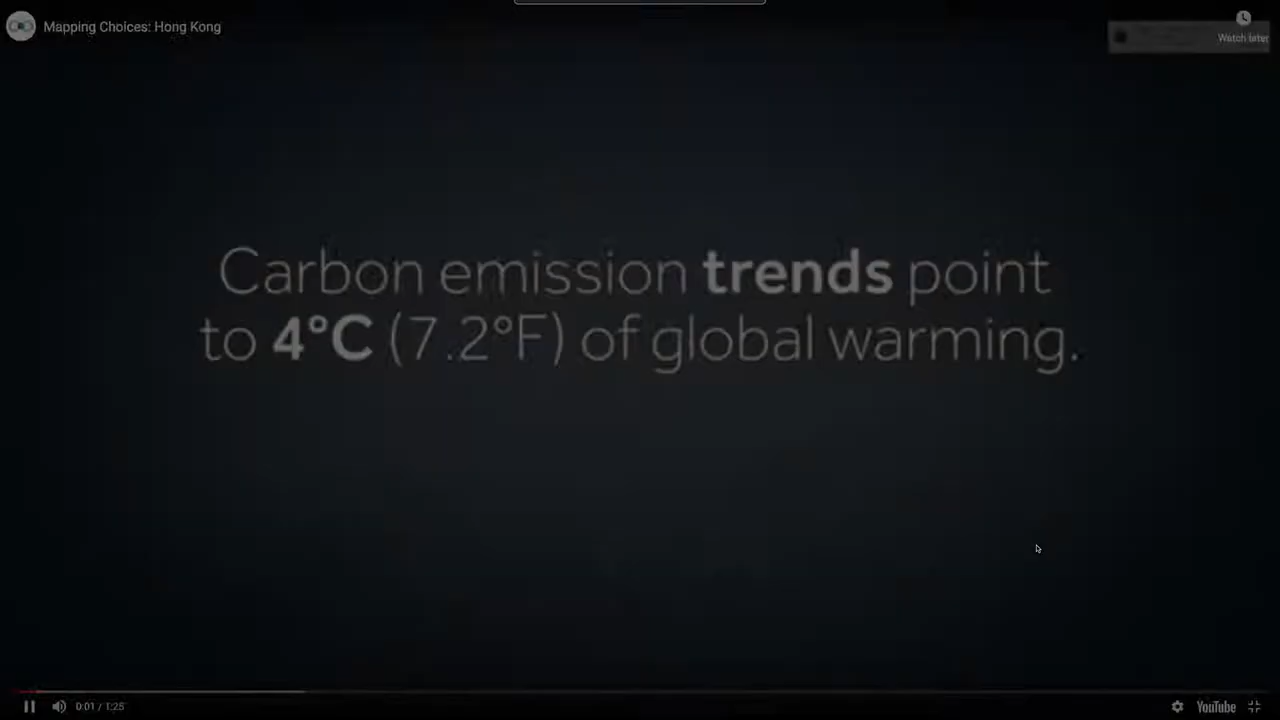 Mapping Choices: Hong Kong
Watch later
Carbon emission trends point
to 4°C (7.2°F) of global warming.
0:01 / 1:25
YouTube